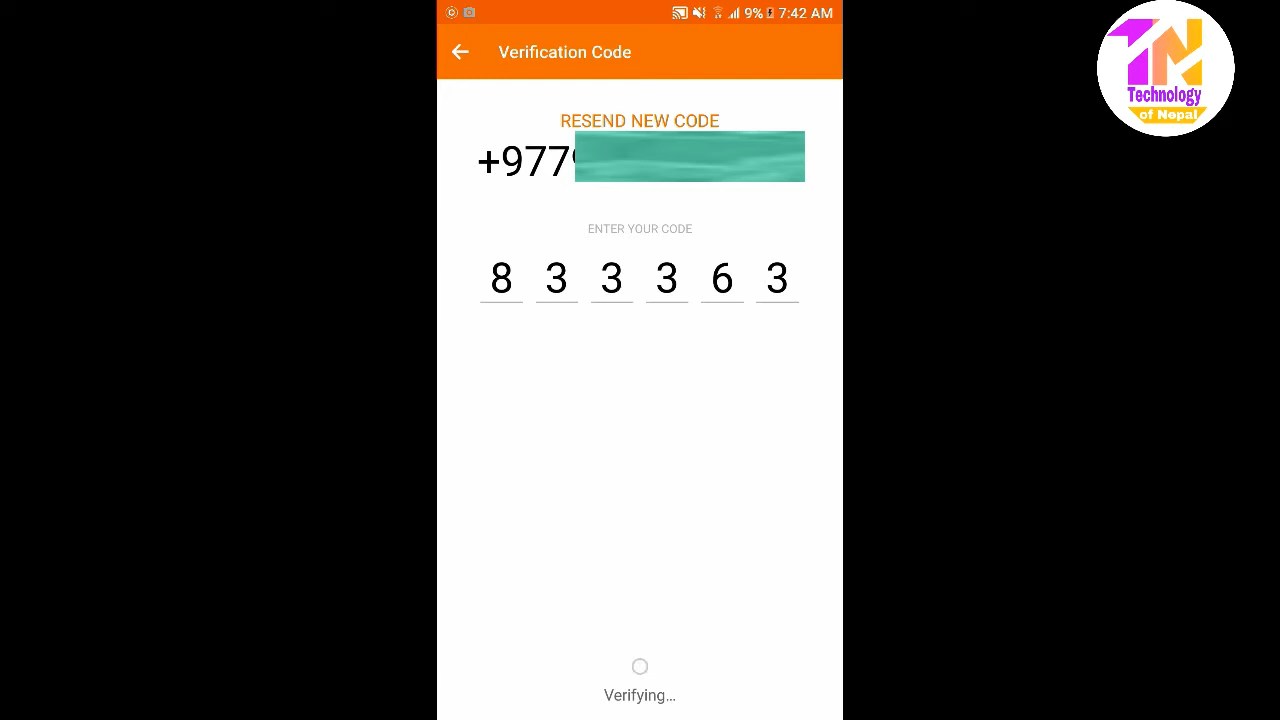 9% 7:42 AM
Verification Code
RESEND NEW CODE
+977
ENTER YOUR CODE
8 3 3 3 6 3
Verifying...
TN
Technology
of Nepal